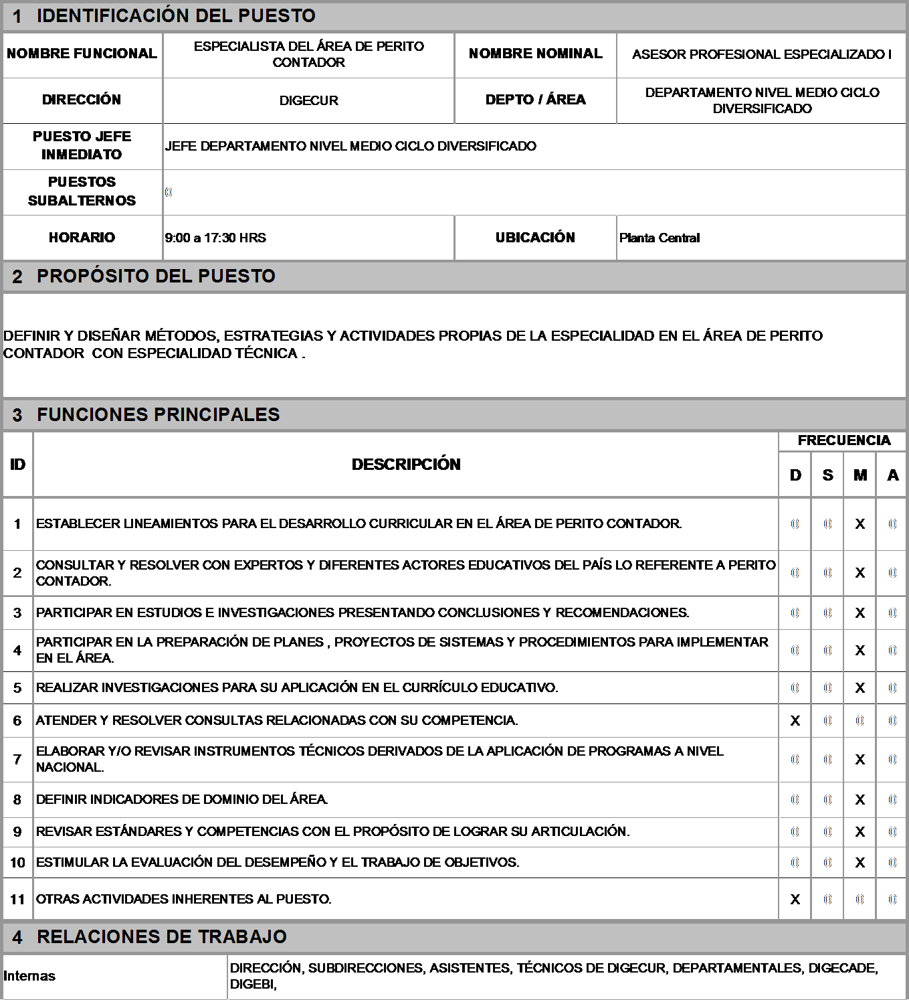 1 IDENTIFICACIÓN DEL PUESTO
NOMBRE FUNCIONAL ESPECIALISTA DEL ÁREA DE PERITO CONTADOR NOMBRE NOMINAL ASESOR PROFESIONAL ESPECIALIZADO I
DIRECCIÓN DIGECUR DEPTO / ÁREA DEPARTAMENTO NIVEL MEDIO CICLO DIVERSIFICADO
PUESTO JEFE
INMEDIATO
JEFE DEPARTAMENTO NIVEL MEDIO CICLO DIVERSIFICADO
PUESTOS
SUBALTERNOS
0
HORARIO 9:00 a 17:30 HRS UBICACIÓN Planta Central
2 PROPÓSITO DEL PUESTO
DEFINIR Y DISEÑAR MÉTODOS, ESTRATEGIAS Y ACTIVIDADES PROPIAS DE LA ESPECIALIDAD EN EL ÁREA DE PERITO
CONTADOR CON ESPECIALIDAD TÉCNICA .
3 FUNCIONES PRINCIPALES
ID DESCRIPCIÓN FRECUENCIA
D S M A
1 ESTABLECER LINEAMIENTOS PARA EL DESARROLLO CURRICULAR EN EL ÁREA DE PERITO CONTADOR. 0 0 X 0
2 CONSULTAR Y RESOLVER CON EXPERTOS Y DIFERENTES ACTORES EDUCATIVOS DEL PAÍS LO REFERENTE A PERITO
CONTADOR. 0 0 X 0
3 PARTICIPAR EN ESTUDIOS E INVESTIGACIONES PRESENTANDO CONCLUSIONES Y RECOMENDACIONES. 0 0 X 0
4 PARTICIPAR EN LA PREPARACIÓN DE PLANES , PROYECTOS DE SISTEMAS Y PROCEDIMIENTOS PARA IMPLEMENTAR
EN EL ÁREA. 0 0 X 0
5 REALIZAR INVESTIGACIONES PARA SU APLICACIÓN EN EL CURRÍCULO EDUCATIVO. 0 0 X 0
6 ATENDER Y RESOLVER CONSULTAS RELACIONADAS CON SU COMPETENCIA. X 0 0 0
7 ELABORAR Y/O REVISAR INSTRUMENTOS TÉCNICOS DERIVADOS DE LA APLICACIÓN DE PROGRAMAS A NIVEL
NACIONAL. 0 0 X 0
8 DEFINIR INDICADORES DE DOMINIO DEL ÁREA. 0 0 X 0
9 REVISAR ESTÁNDARES Y COMPETENCIAS CON EL PROPÓSITO DE LOGRAR SU ARTICULACIÓN. 0 0 X 0
10 ESTIMULAR LA EVALUACIÓN DEL DESEMPEÑO Y EL TRABAJO DE OBJETIVOS. 0 0 X 0
11 OTRAS ACTIVIDADES INHERENTES AL PUESTO. X 0 0 0
4 RELACIONES DE TRABAJO
Internas DIRECCIÓN, SUBDIRECCIONES, ASISTENTES, TÉCNICOS DE DIGECUR, DEPARTAMENTALES, DIGECADE,
DIGEBI,